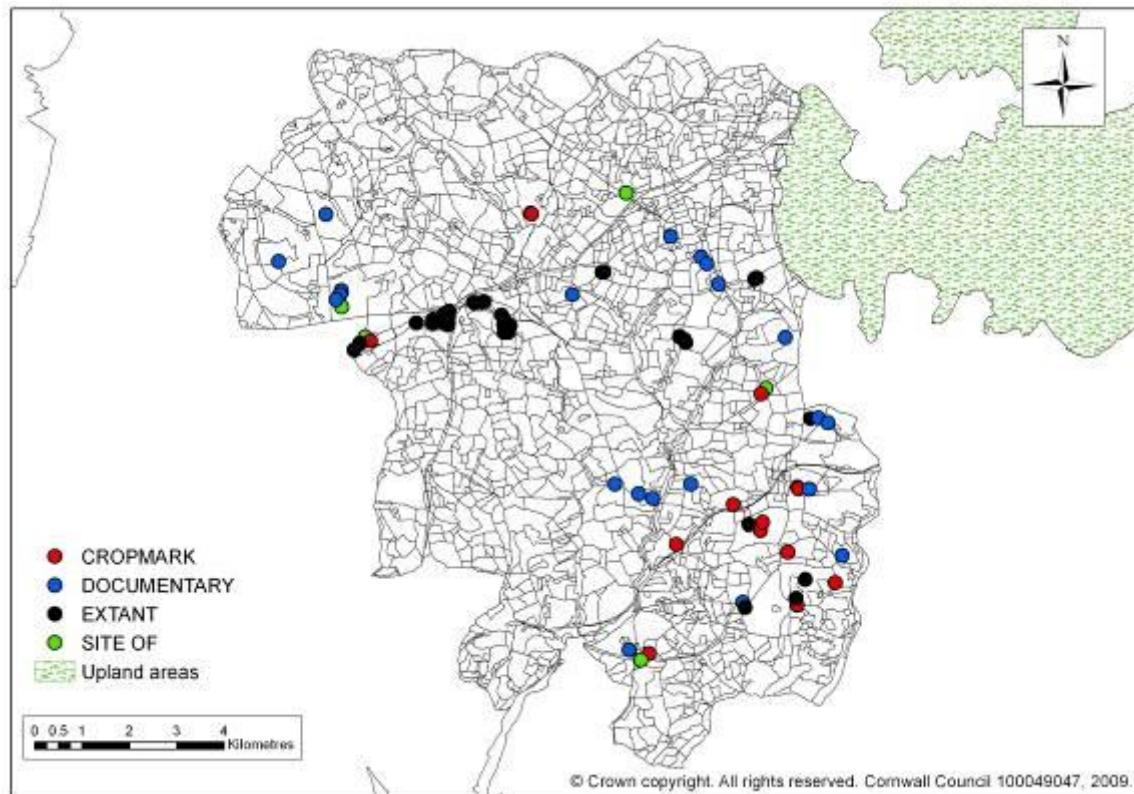 N
CROPMARK
DOCUMENTARY
EXTANT
SITE OF
Upland areas
0 0.5 1 2 3 4
Kilometres
© Crown copyright. All rights reserved. Cornwall Council 100049047, 2009.